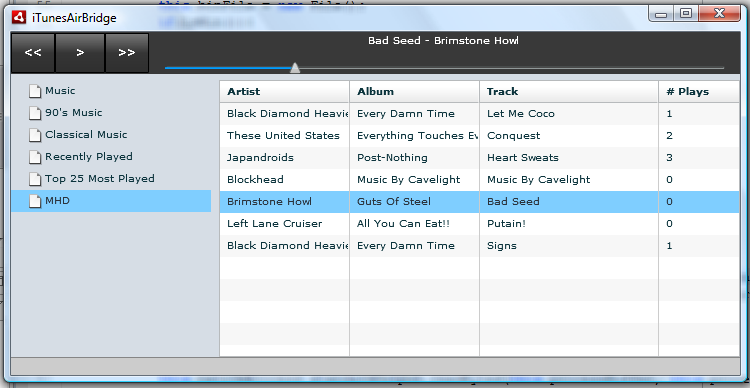 this.binFile = new File();
iTunesAirBridge
<< > >>
Bad Seed - Brimstone Howl
Music
90's Music
Classical Music
Recently Played
Top 25 Most Played
MHD
Artist Album Track # Plays
Black Diamond Heavie Every Damn Time Let Me Coco 1
These United States Everything Touches Ev Conquest 2
Japandroids Post-Nothing Heart Sweats 3
Blockhead Music By Cavelight Music By Cavelight 0
Brimstone Howl Guts Of Steel Bad Seed 0
Left Lane Cruiser All You Can Eat!! Putain! 0
Black Diamond Heavie Every Damn Time Signs 1